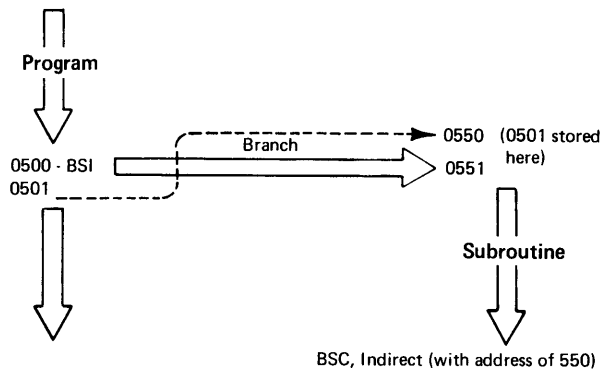 Program
0550 (0501 stored
here)
Branch
0500 - BSI
0551
0501
Subroutine
BSC, Indirect (with address of 550)